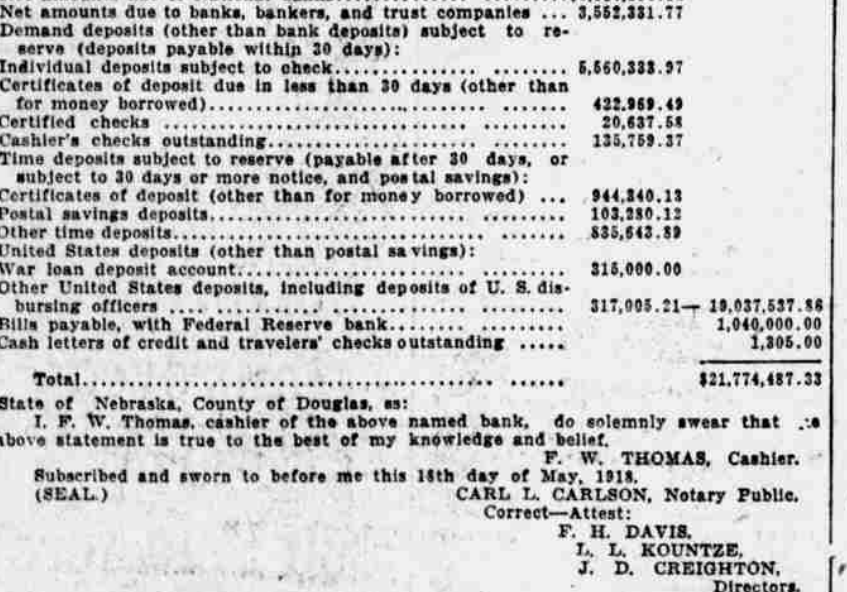 Net amounts due to banks, bankers, and trust companies ... 3,552,331.77
Demand deposits (other than bank deposits) subject to re-
serve (deposits payable within 30 days):
Individual deposits subject to check.................... ........ 5,560,333.97
Certificates of deposit due in less than 30 days (other than
for money borrowed)................................ ....... 422,969.49
Certified checks ................................ ......... 20,637.58
Cashier's checks outstanding........................ ......... 135,759.37
Time deposits subject to reserve (payable after 30 days, or
subject to 30 days or more notice, and postal savings):
Certificates of deposit (other than for money borrowed) ... 944,340.13
Postal savings deposits............................ ......... 103,280.12
Other time deposits................................ ....... 835,643.89
United States deposits (other than postal savings):
War loan deposit account............................ ......... 315,000.00
Other United States deposits, including deposits of U. S. dis-
bursing officers .... ............................ ......... 317,005.21— 19,037,537.86
Bills payable, with Federal Reserve bank........ ......... 1,040,000.00
Cash letters of credit and travelers' checks outstanding ..... 1,305.00
Total........................................ ...... $21,774,487.33
State of Nebraska, County of Douglas, ss:
I. F. W. Thomas, cashier of the above named bank, do solemnly swear that
above statement is true to the best of my knowledge and belief.
F. W. THOMAS, Cashier.
Subscribed and sworn to before me this 18th day of May, 1918.
(SEAL.) CARL L. CARLSON, Notary Public.
Correct—Attest:
F. H. DAVIS,
L. L. KOUNTZE,
J. D. CREIGHTON,
Directors.